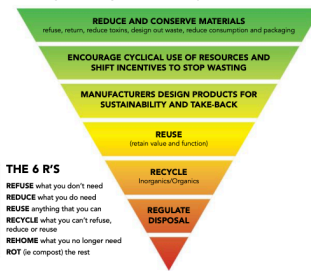 REDUCE AND CONSERVE MATERIALS
refuse, return, reduce toxins, design out waste, reduce consumption and packaging
ENCOURAGE CYCLICAL USE OF RESOURCES AND
SHIFT INCENTIVES TO STOP WASTING
MANUFACTURERS DESIGN PRODUCTS FOR
SUSTAINABILITY AND TAKE-BACK
REUSE
(retain value and function)
RECYCLE
Inorganics/Organics
REGULATE
DISPOSAL
THE 6 R'S
REFUSE what you don't need
REDUCE what you do need
REUSE anything that you can
RECYCLE what you can't refuse,
reduce or reuse
REHOME what you no longer need
ROT (ie compost) the rest